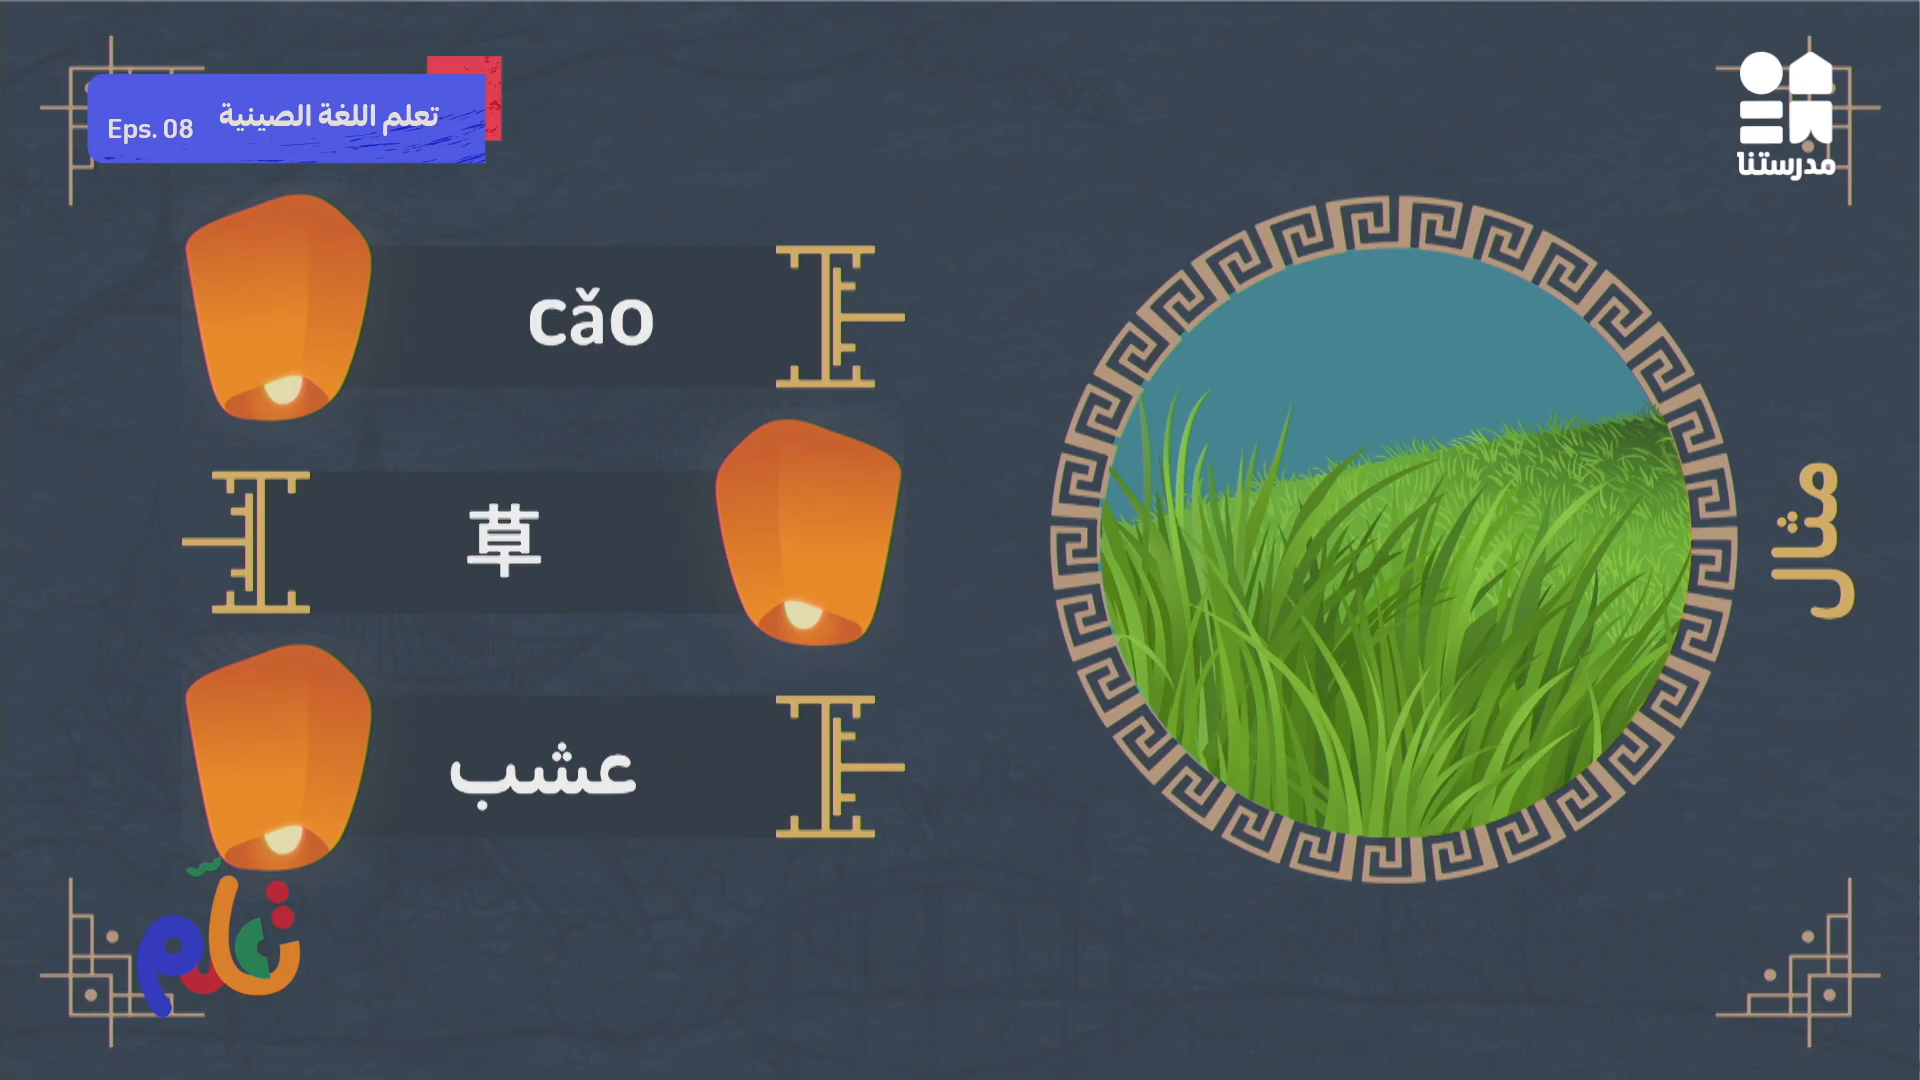 تعلم اللغة الصينية
Eps. 08
مدرستنا
cǎo
草
عشب
مثال
تعلّم